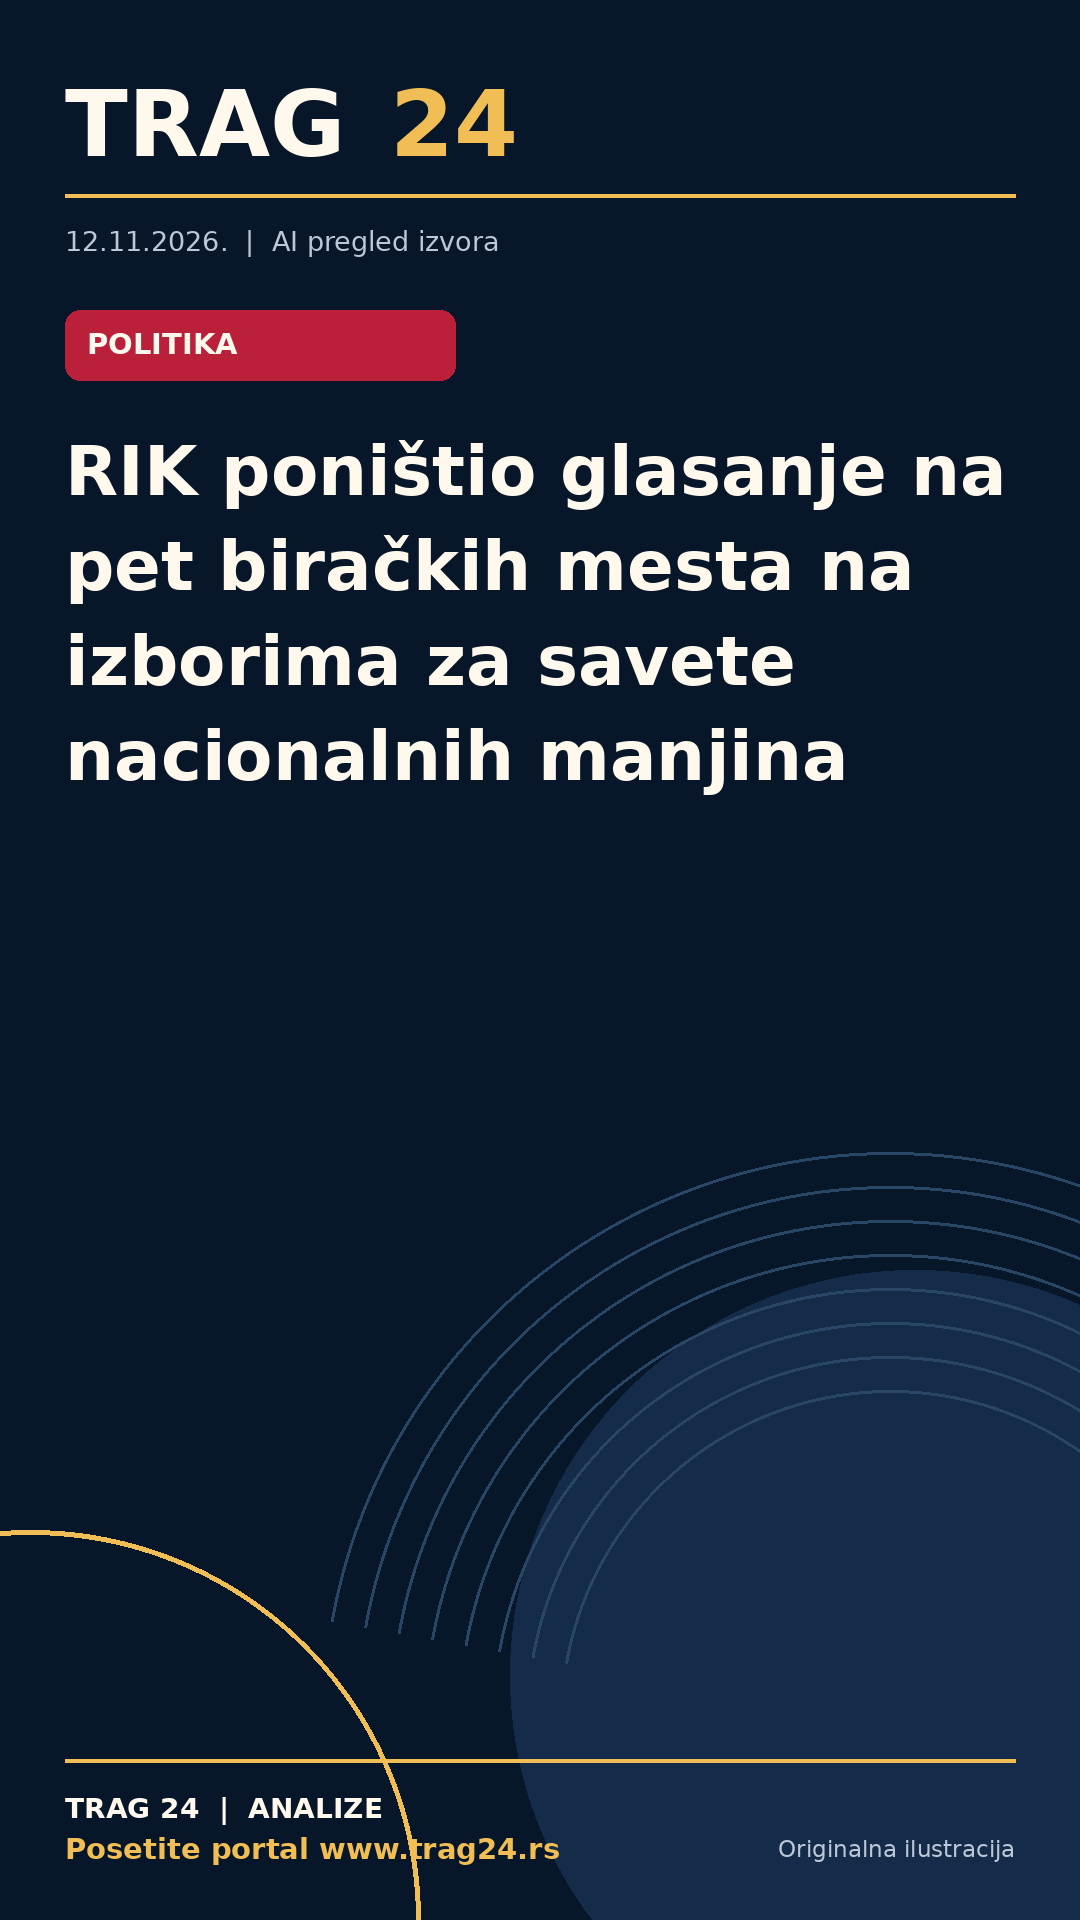 TRAG 24
12.11.2026. | AI pregled izvora
POLITIKA
RIK poništio glasanje na
pet biračkih mesta na
izborima za savete
nacionalnih manjina
TRAG 24 | ANALIZE
Posetite portal www.trag24.rs
Originalna ilustracija